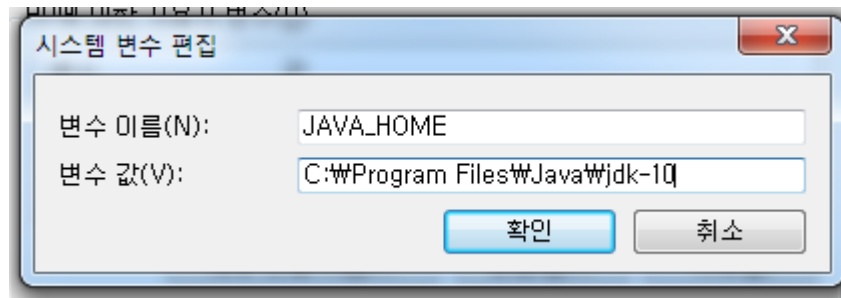 시스템 변수 편집
변수 이름(N): JAVA_HOME
변수 값(V): C:₩Program Files₩Java₩jdk-10
확인 취소